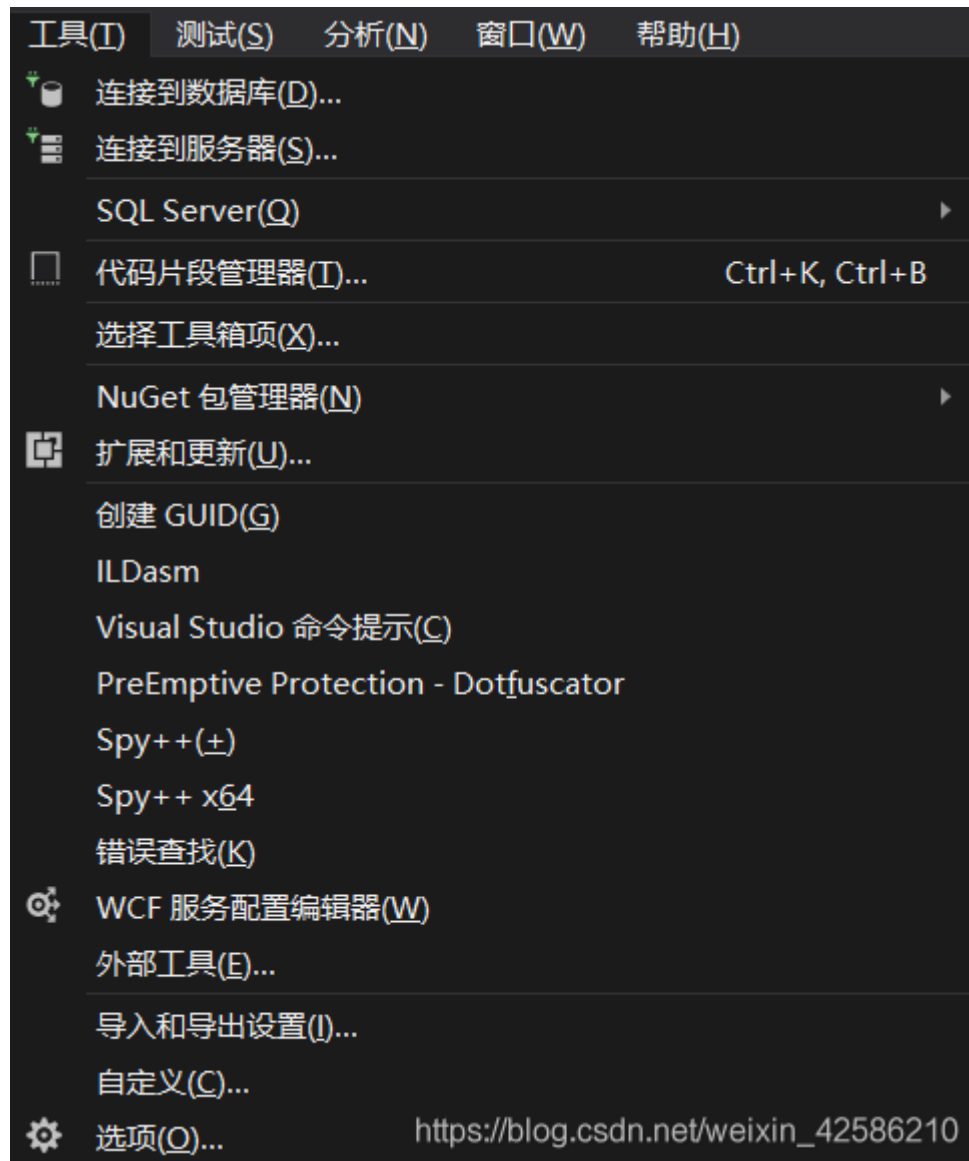 工具(T) 测试(S) 分析(N) 窗口(W) 帮助(H)
连接到数据库(D)...
连接到服务器(S)...
SQL Server(Q)
代码片段管理器(T)... Ctrl+K, Ctrl+B
选择工具箱项(X)...
NuGet 包管理器(N)
扩展和更新(U)...
创建 GUID(G)
ILDasm
Visual Studio 命令提示(C)
PreEmptive Protection - Dotfuscator
Spy++(+)
Spy++ x64
错误查找(K)
WCF 服务配置编辑器(W)
外部工具(E)...
导入和导出设置(I)...
自定义(C)...
选项(O)... https://blog.csdn.net/weixin_42586210